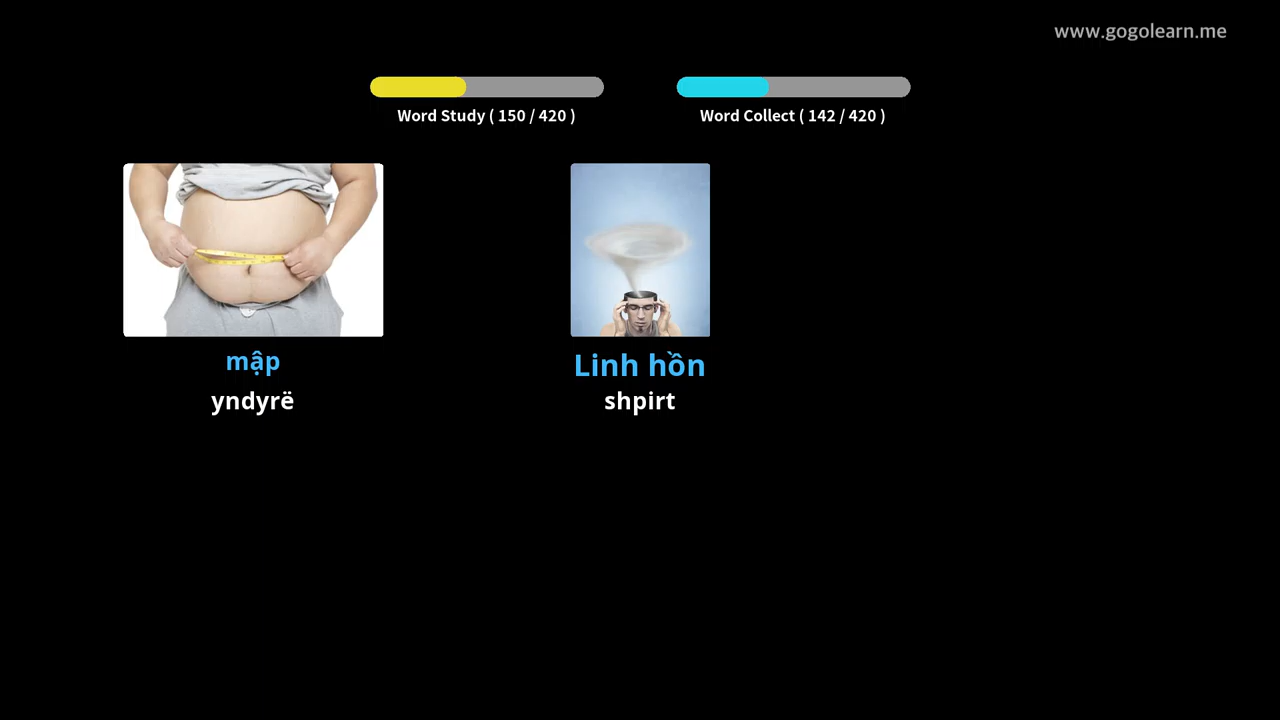 www.gogolearn.me
Word Study ( 150 / 420 )
Word Collect ( 142 / 420 )
mập
yndyrë
Linh hồn
shpirt